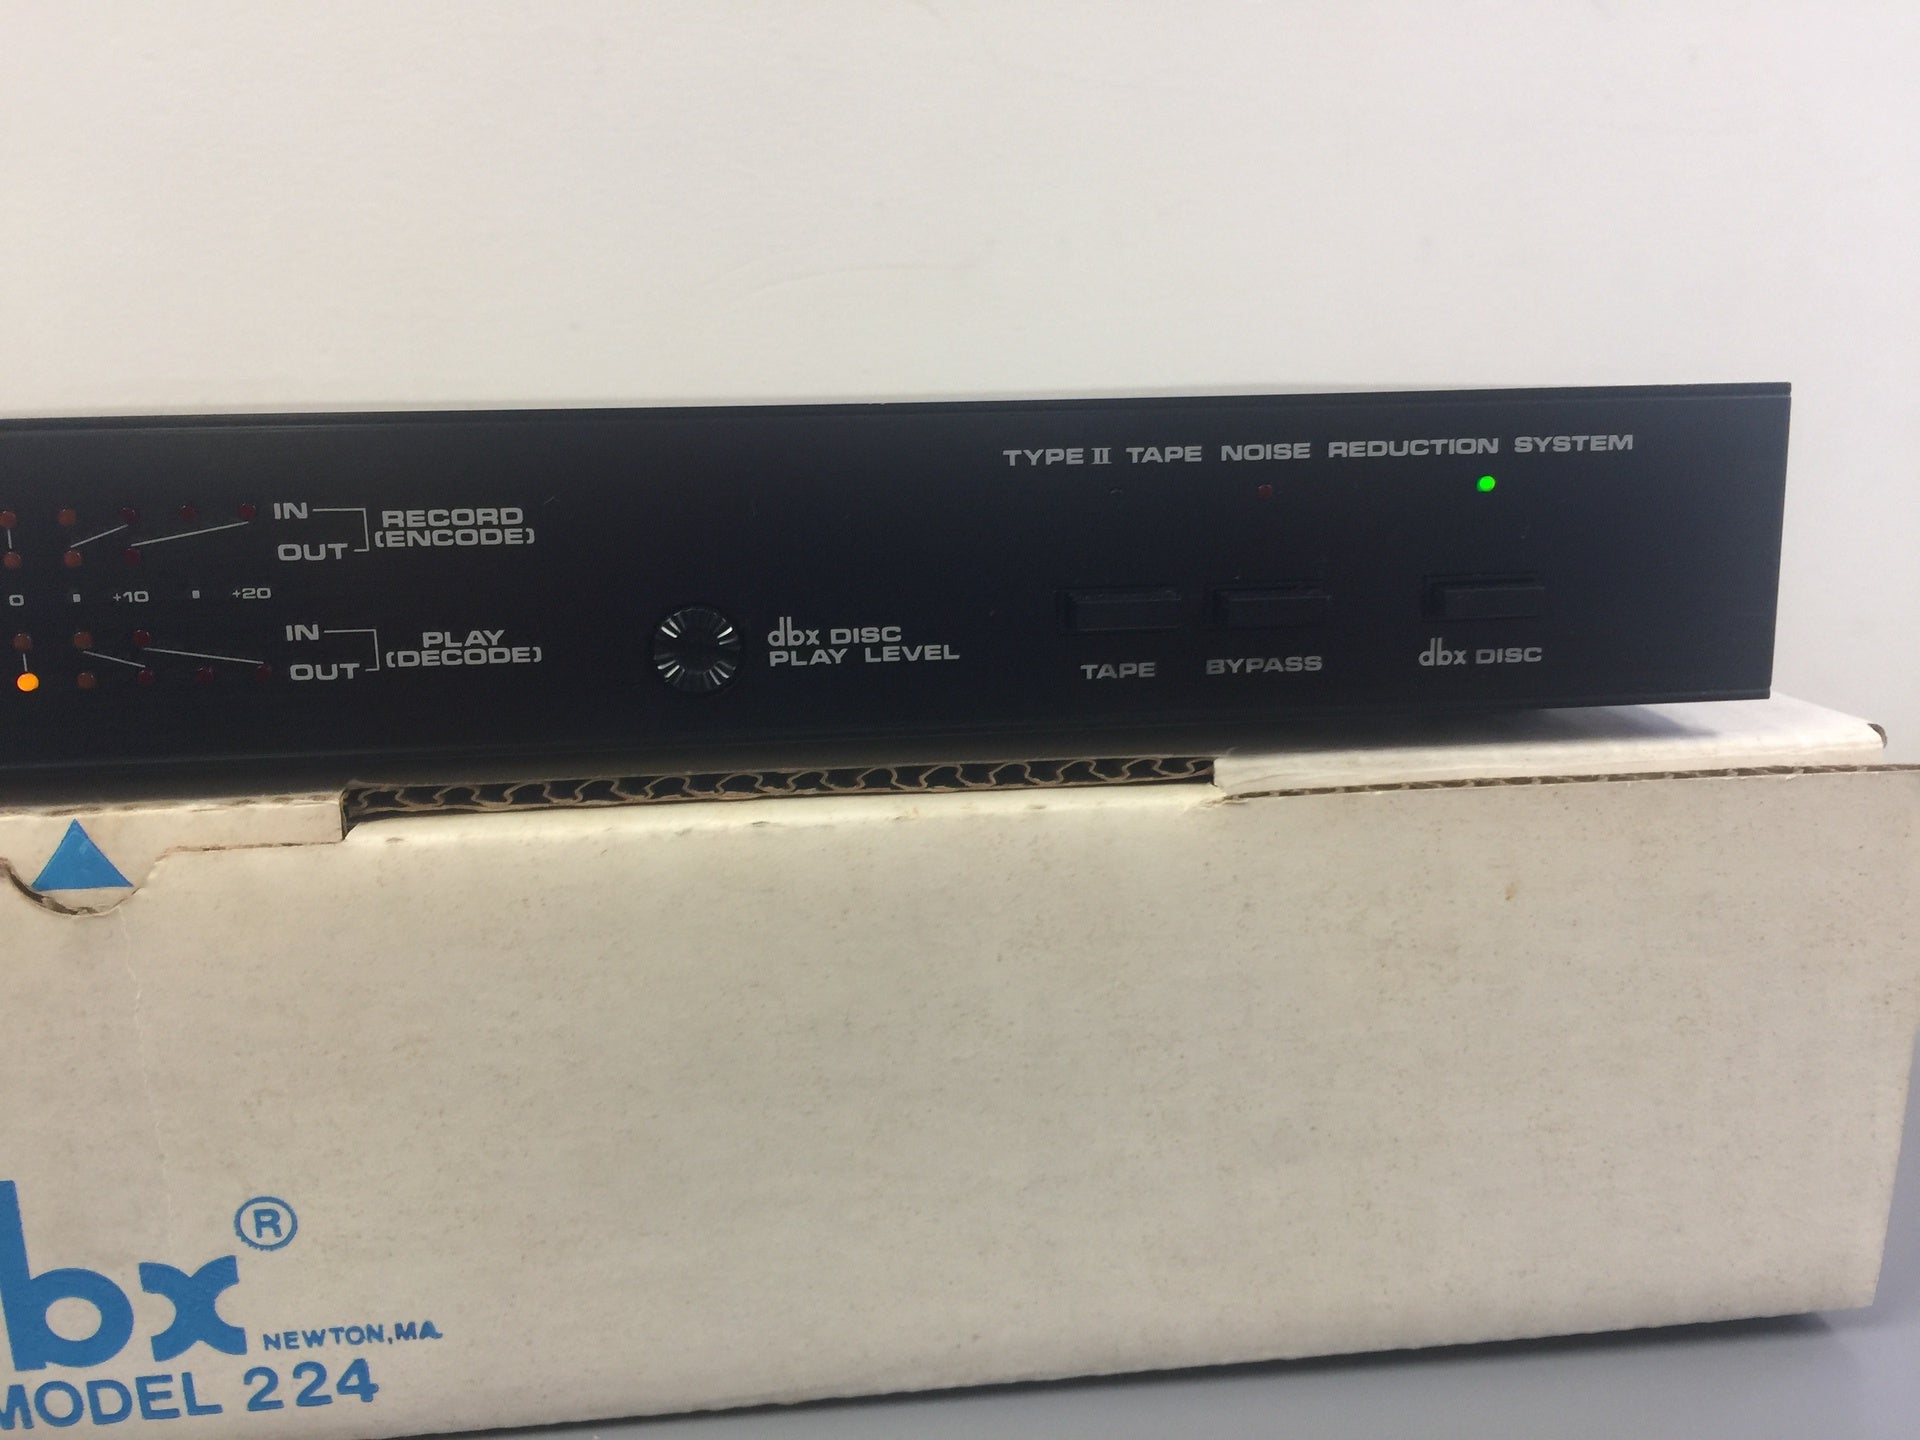 TYPE II TAPE NOISE REDUCTION SYSTEM
IN
RECORD
(ENCODE)
OUT
0 +10 +20
IN
PLAY
(DECODE)
OUT
dbx DISC
PLAY LEVEL
TAPE
BYPASS
dbx DISC
bx®
NEWTON, MA.
MODEL 224